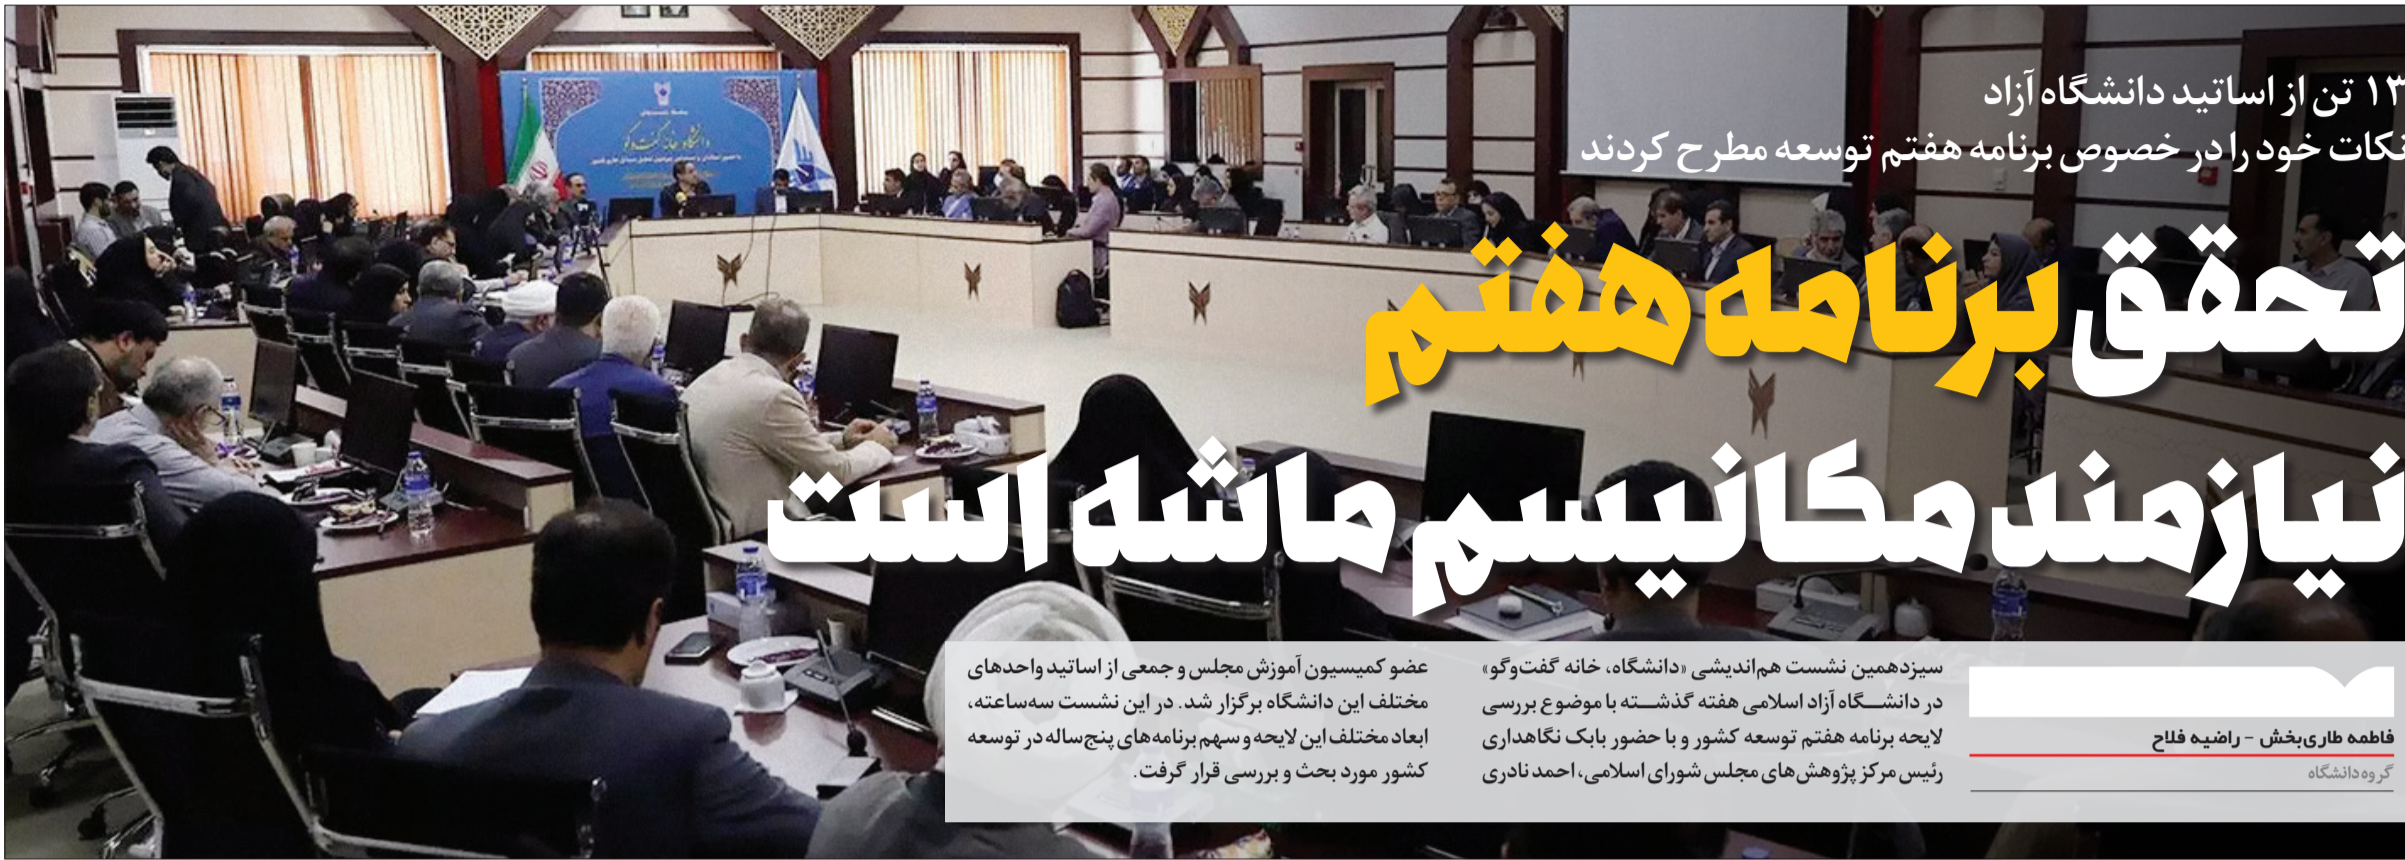 ۱۳ تن از اساتید دانشگاه آزاد
نکات خود را در خصوص برنامه هفتم توسعه مطرح کردند
تحقق برنامه هفتم
نیازمند مکانیسم ماشه است
فاطمه طاری‌بخش - راضیه فلاح
گروه دانشگاه
سیزدهمین نشست هم‌اندیشی «دانشگاه، خانه گفت‌وگو»
در دانشگاه آزاد اسلامی هفته گذشته با موضوع بررسی
لایحه برنامه هفتم توسعه کشور و با حضور بابک نگاهداری
رئیس مرکز پژوهش‌های مجلس شورای اسلامی، احمد نادری
عضو کمیسیون آموزش مجلس و جمعی از اساتید واحدهای
مختلف این دانشگاه برگزار شد. در این نشست سه‌ساعته،
ابعاد مختلف این لایحه و سهم برنامه‌های پنج‌ساله در توسعه
کشور مورد بحث و بررسی قرار گرفت.
دانشگاه خانه گفت‌وگو